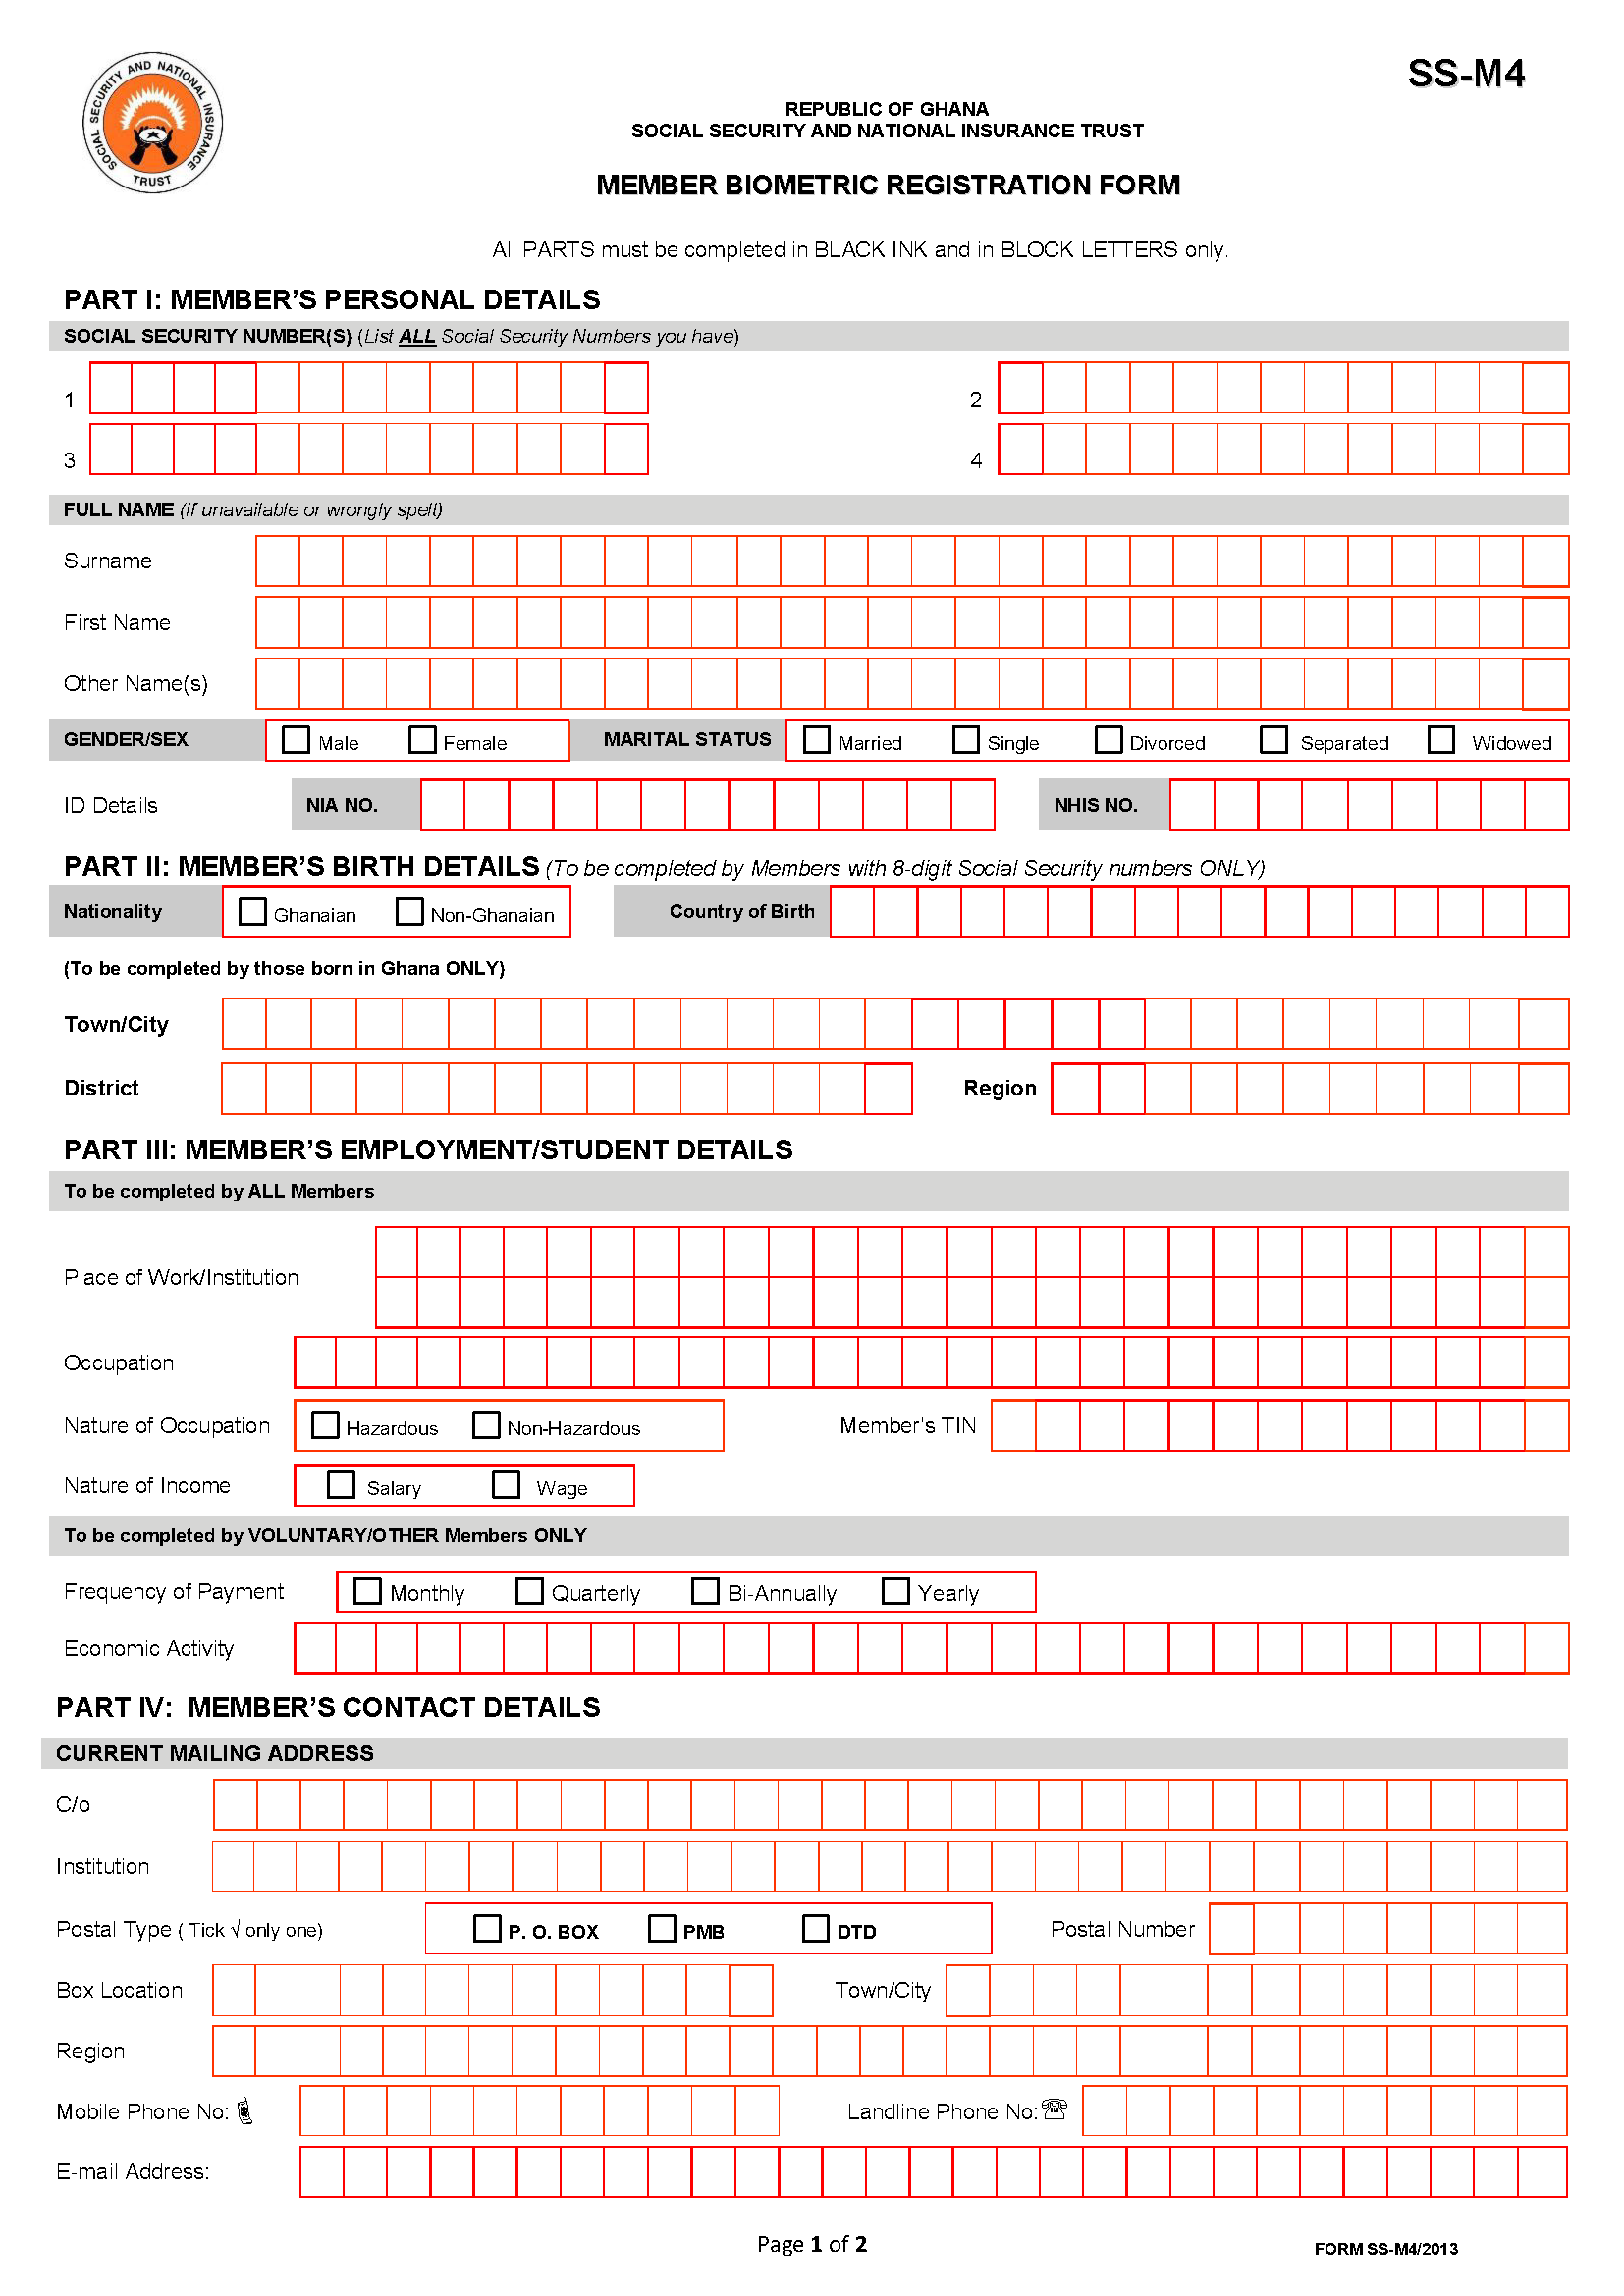 SOCIAL SECURITY AND NATIONAL INSURANCE TRUST
SS-M4
REPUBLIC OF GHANA
SOCIAL SECURITY AND NATIONAL INSURANCE TRUST
MEMBER BIOMETRIC REGISTRATION FORM
All PARTS must be completed in BLACK INK and in BLOCK LETTERS only.
PART I: MEMBER’S PERSONAL DETAILS
SOCIAL SECURITY NUMBER(S) (List ALL Social Security Numbers you have)
1 2
3 4
FULL NAME (If unavailable or wrongly spelt)
Surname
First Name
Other Name(s)
GENDER/SEX Male Female MARITAL STATUS Married Single Divorced Separated Widowed
ID Details NIA NO. NHIS NO.
PART II: MEMBER’S BIRTH DETAILS (To be completed by Members with 8-digit Social Security numbers ONLY)
Nationality Ghanaian Non-Ghanaian Country of Birth
(To be completed by those born in Ghana ONLY)
Town/City
District Region
PART III: MEMBER’S EMPLOYMENT/STUDENT DETAILS
To be completed by ALL Members
Place of Work/Institution
Occupation
Nature of Occupation Hazardous Non-Hazardous Member's TIN
Nature of Income Salary Wage
To be completed by VOLUNTARY/OTHER Members ONLY
Frequency of Payment Monthly Quarterly Bi-Annually Yearly
Economic Activity
PART IV: MEMBER’S CONTACT DETAILS
CURRENT MAILING ADDRESS
C/o
Institution
Postal Type ( Tick √ only one) P. O. BOX PMB DTD Postal Number
Box Location Town/City
Region
Mobile Phone No: Landline Phone No:
E-mail Address:
Page 1 of 2
FORM SS-M4/2013